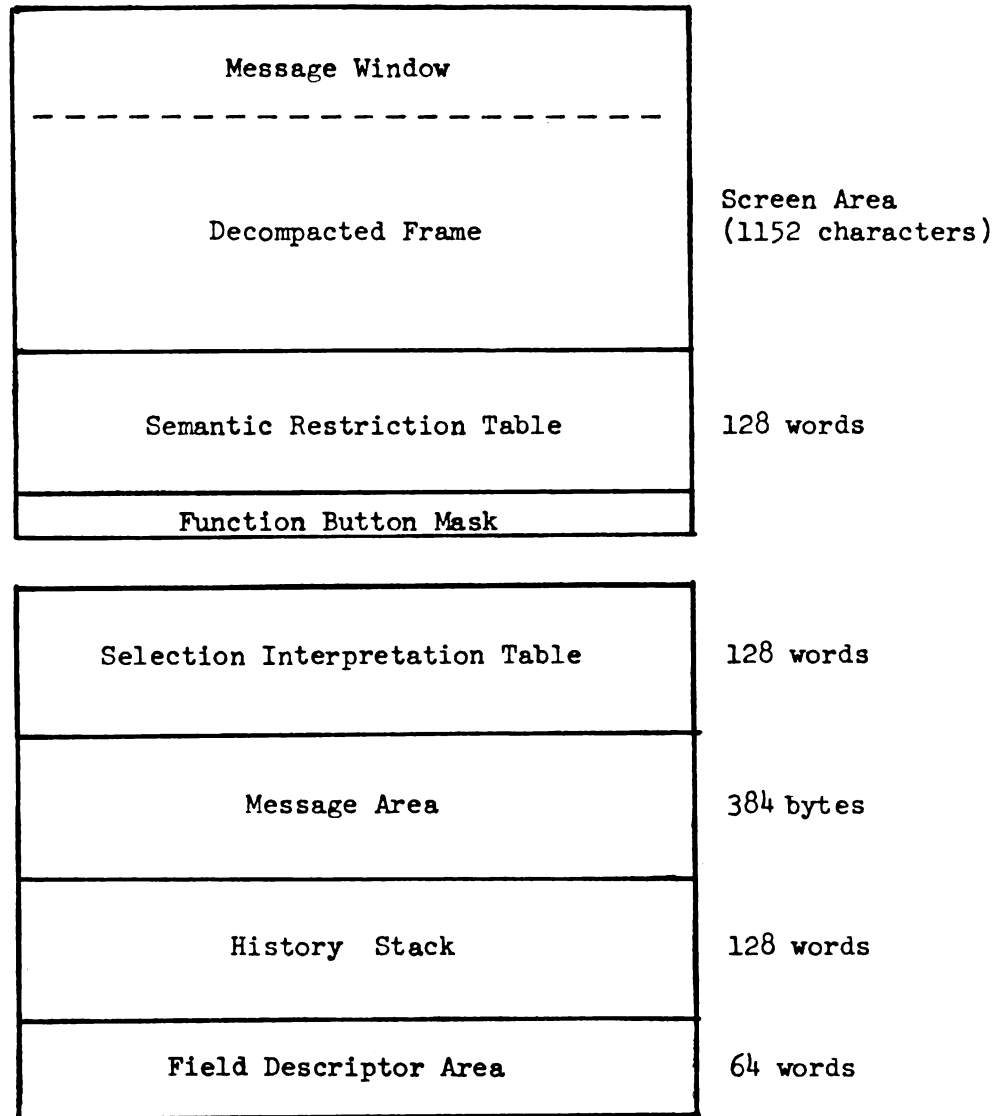 Message Window
Decompacted Frame
Screen Area
(1152 characters)
Semantic Restriction Table
128 words
Function Button Mask
Selection Interpretation Table
128 words
Message Area
384 bytes
History Stack
128 words
Field Descriptor Area
64 words